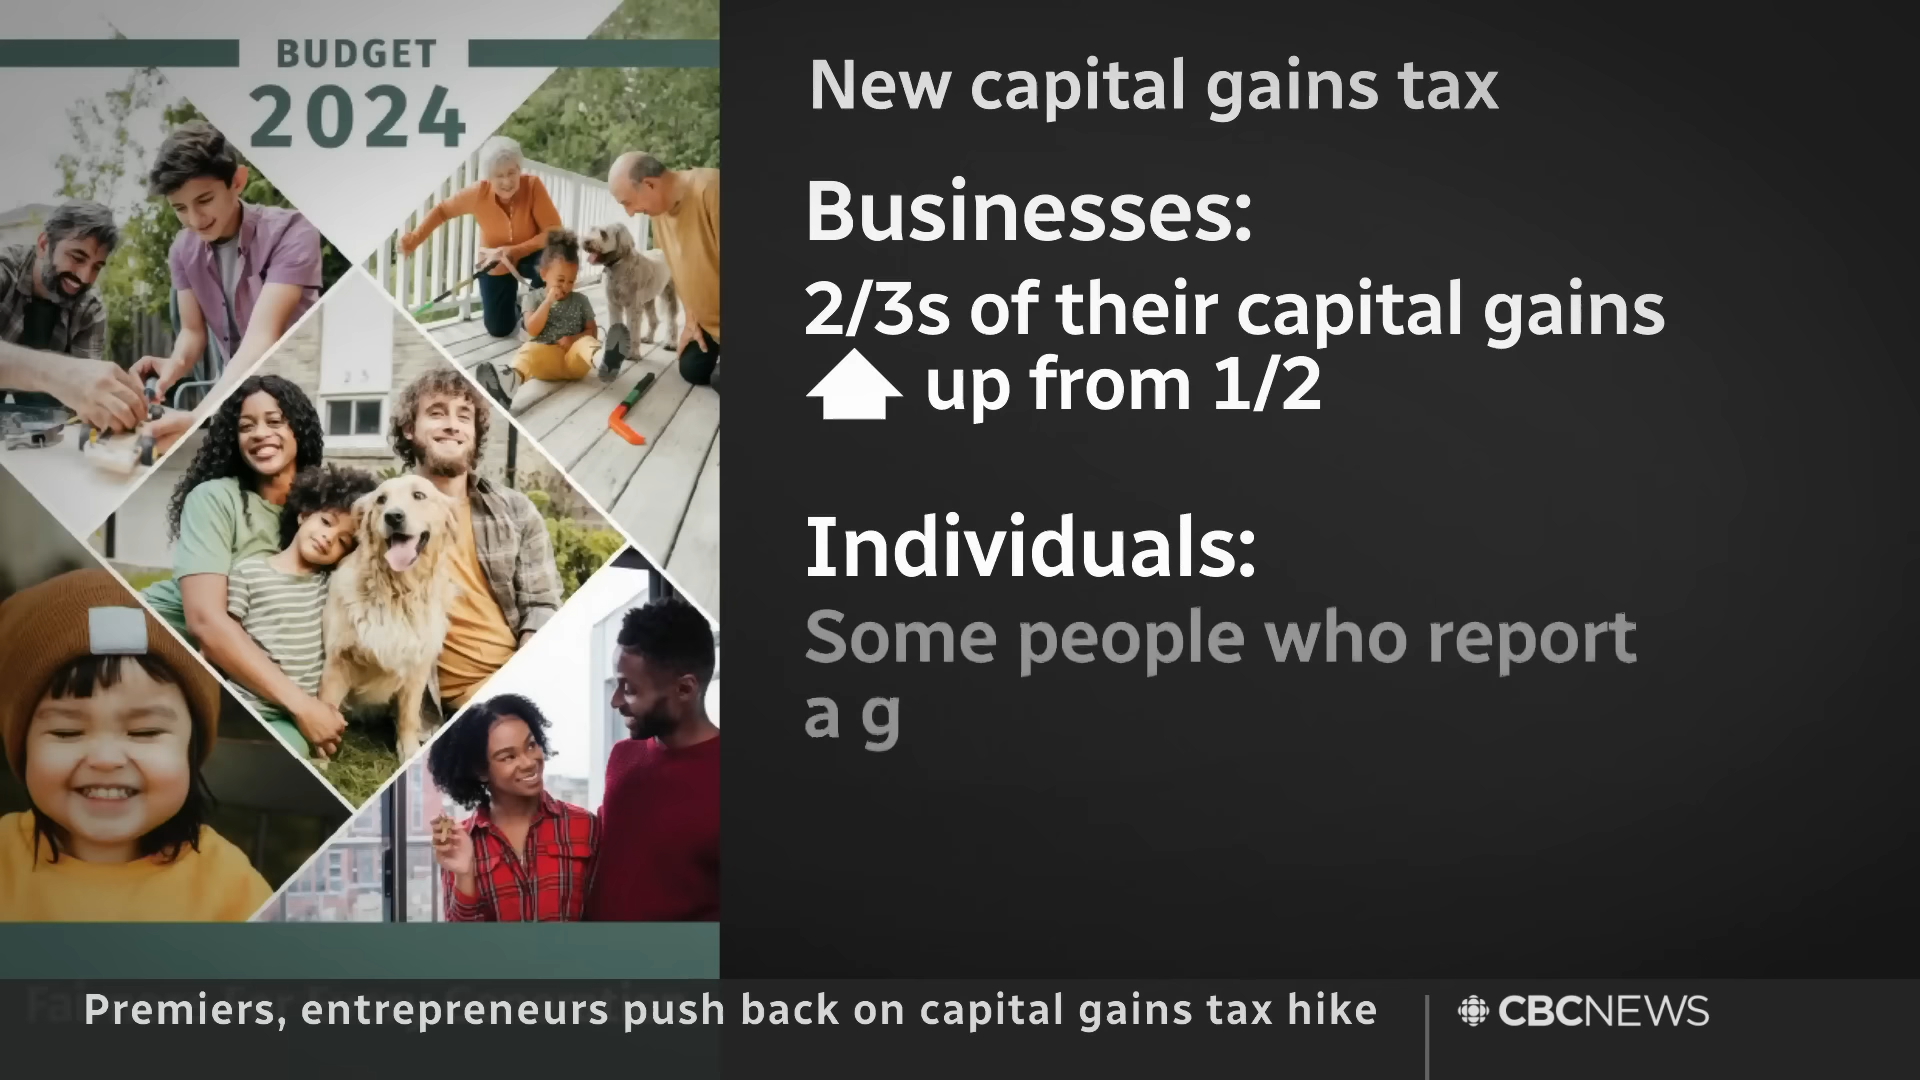 BUDGET
2024
New capital gains tax
Businesses:
2/3s of their capital gains
up from 1/2
Individuals:
Some people who report
a g
Premiers, entrepreneurs push back on capital gains tax hike
CBCNEWS